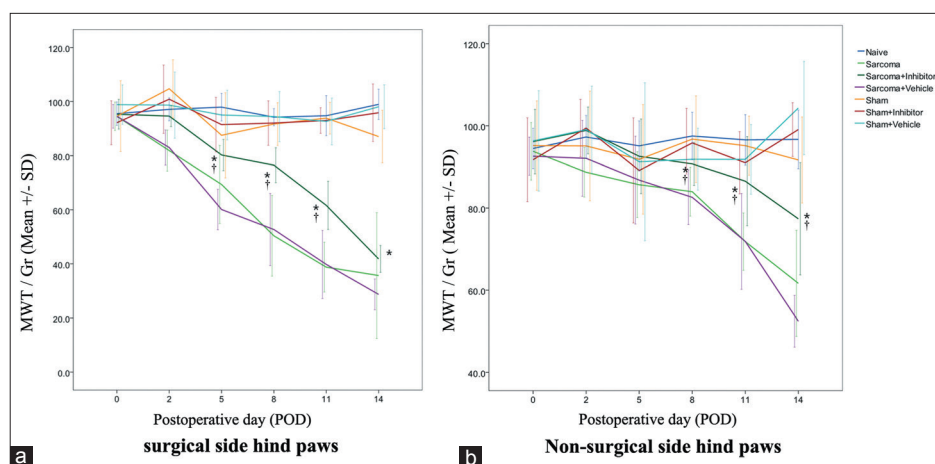 120.0
100.0
80.0
60.0
40.0
20.0
0.0
MWT / Gr (Mean +/- SD)
*
†
*
†
*
†
*
0 2 5 8 11 14
Postoperative day (POD)
a
surgical side hind paws
120.0
100.0
80.0
60.0
40.0
MWT / Gr ( Mean +/- SD)
*
†
*
†
*
†
0 2 5 8 11 14
Postoperative day (POD)
b
Non-surgical side hind paws
Naive
Sarcoma
Sarcoma+Inhibitor
Sarcoma+Vehicle
Sham
Sham+Inhibitor
Sham+Vehicle